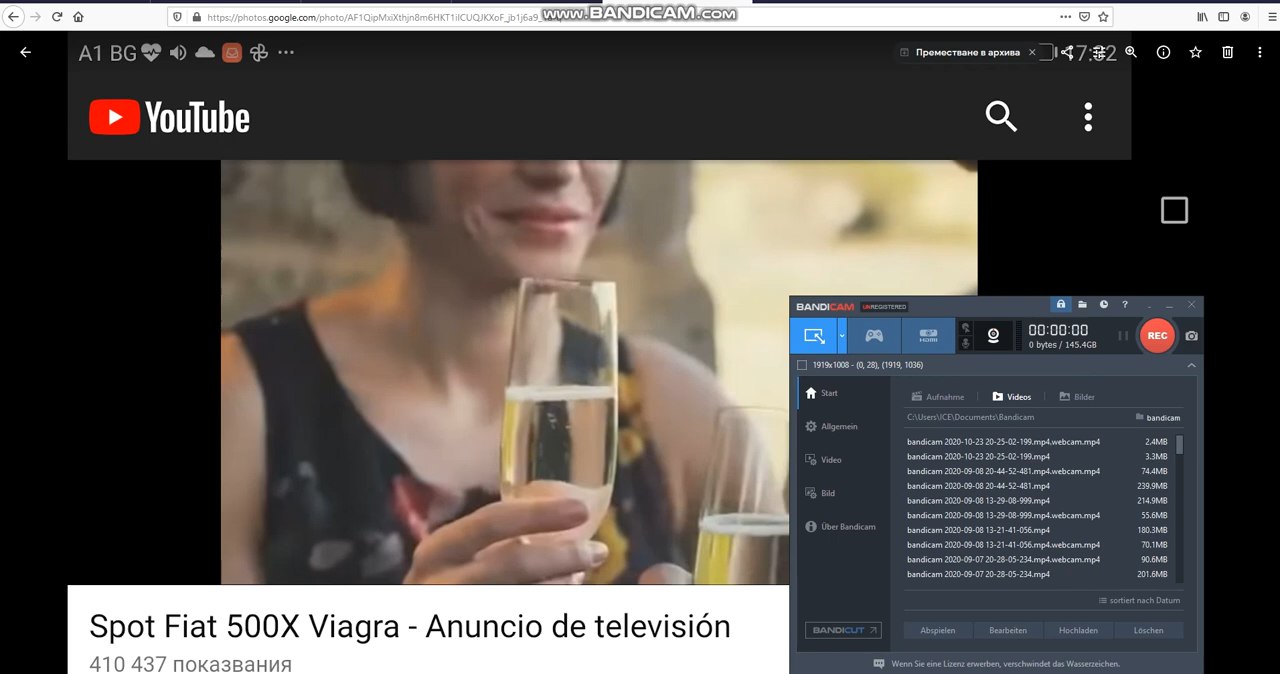 https://photos.google.com/photo/AF1QipMxiXthjn8m6HKT1ilCUQJKXoF_jb1j6a9_
www.BANDICAM.com
A1 BG
Преместване в архива
YouTube
BANDICAM UNREGISTERED
HDMI
00:00:00
0 bytes / 145.4GB
REC
1919x1008 - (0, 28), (1919, 1036)
Start
Allgemein
Video
Bild
Über Bandicam
BANDICUT
Aufnahme
Videos
Bilder
C:\Users\ICE\Documents\Bandicam
bandicam
bandicam 2020-10-23 20-25-02-199.mp4.webcam.mp4 2.4MB
bandicam 2020-10-23 20-25-02-199.mp4 3.3MB
bandicam 2020-09-08 20-44-52-481.mp4.webcam.mp4 74.4MB
bandicam 2020-09-08 20-44-52-481.mp4 239.9MB
bandicam 2020-09-08 13-29-08-999.mp4 214.9MB
bandicam 2020-09-08 13-29-08-999.mp4.webcam.mp4 55.6MB
bandicam 2020-09-08 13-21-41-056.mp4 180.3MB
bandicam 2020-09-08 13-21-41-056.mp4.webcam.mp4 70.1MB
bandicam 2020-09-07 20-28-05-234.mp4.webcam.mp4 90.6MB
bandicam 2020-09-07 20-28-05-234.mp4 201.6MB
sortiert nach Datum
Abspielen
Bearbeiten
Hochladen
Löschen
Wenn Sie eine Lizenz erwerben, verschwindet das Wasserzeichen.
Spot Fiat 500X Viagra - Anuncio de televisión
410 437 показвания